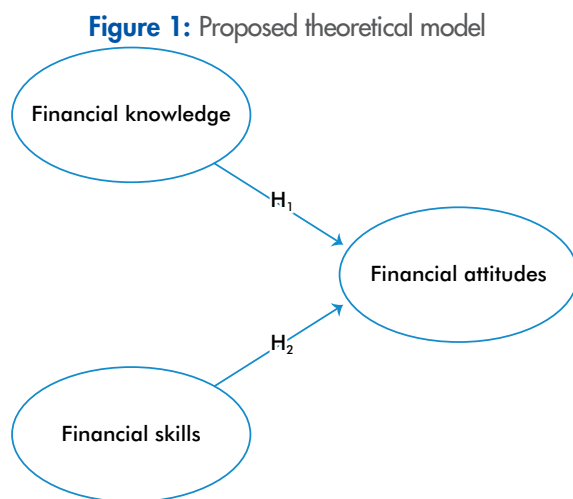 Figure 1: Proposed theoretical model
Financial knowledge
H₁
Financial attitudes
H₂
Financial skills